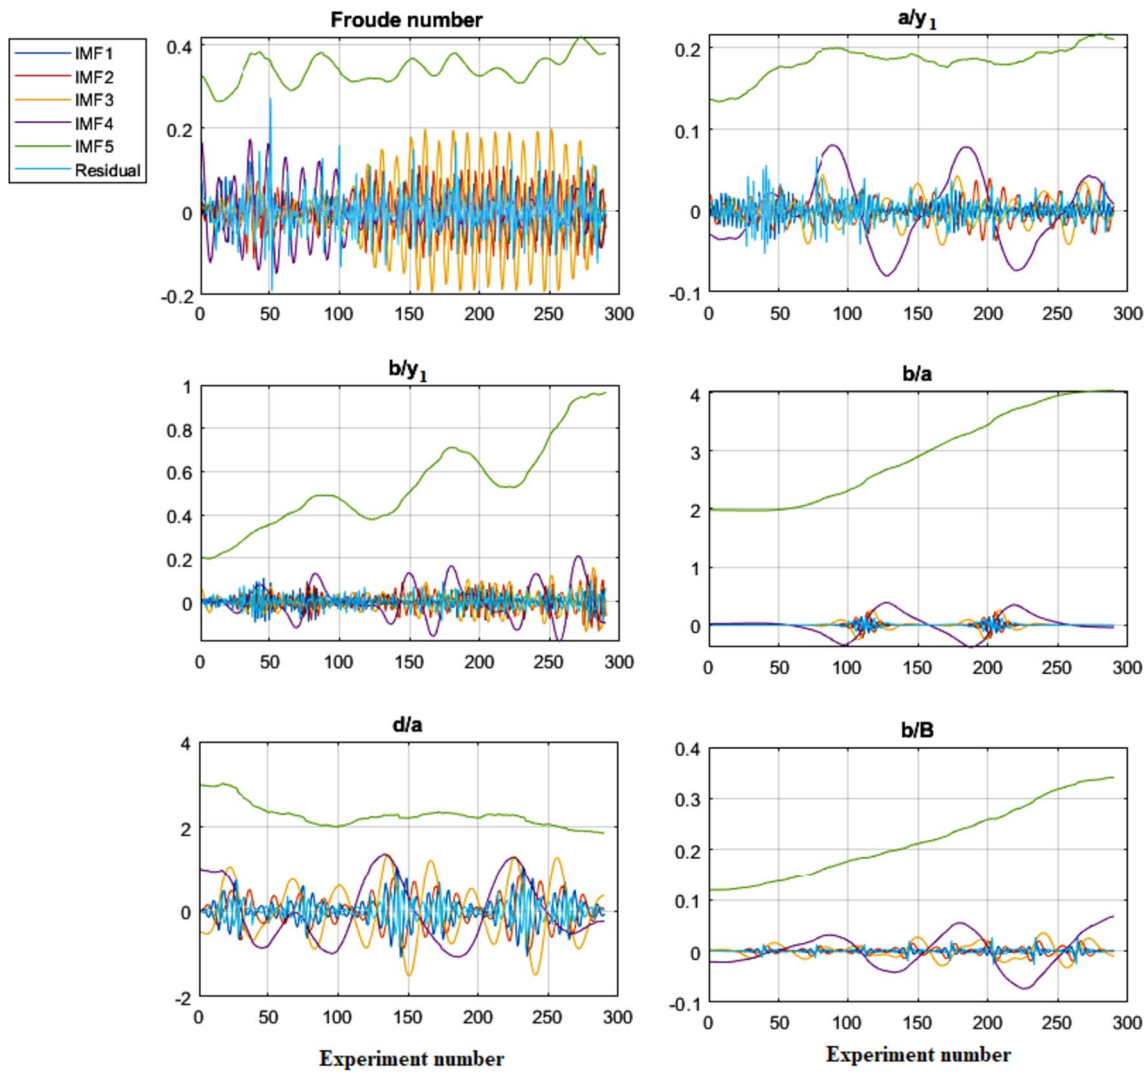 Froude number
a/y1
IMF1
IMF2
IMF3
IMF4
IMF5
Residual
0.4
0.2
0
-0.2
0 50 100 150 200 250 300
0.2
0.1
0
-0.1
0 50 100 150 200 250 300
b/y1
b/a
1
0.8
0.6
0.4
0.2
0
0 50 100 150 200 250 300
4
3
2
1
0
0 50 100 150 200 250 300
d/a
b/B
4
2
0
-2
0 50 100 150 200 250 300
0.4
0.3
0.2
0.1
0
-0.1
0 50 100 150 200 250 300
Experiment number
Experiment number